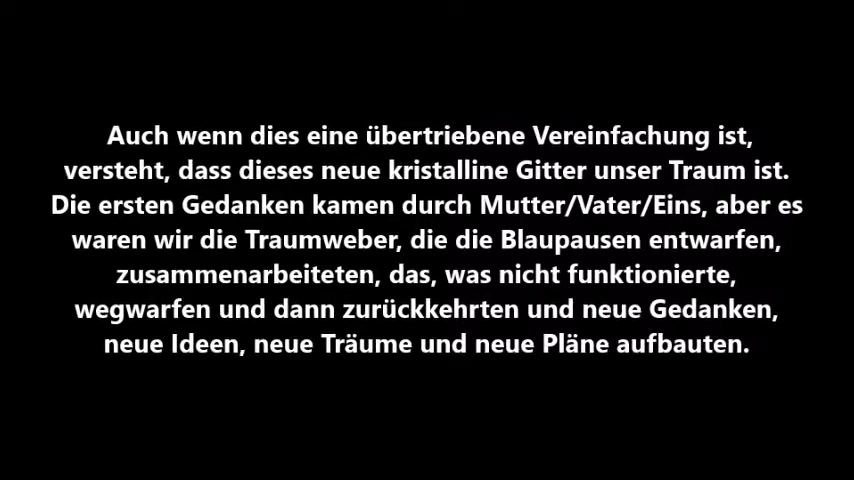 Auch wenn dies eine übertriebene Vereinfachung ist,
versteht, dass dieses neue kristalline Gitter unser Traum ist.
Die ersten Gedanken kamen durch Mutter/Vater/Eins, aber es
waren wir die Traumweber, die die Blaupausen entwarfen,
zusammenarbeiteten, das, was nicht funktionierte,
wegwarfen und dann zurückkehrten und neue Gedanken,
neue Ideen, neue Träume und neue Pläne aufbauten.